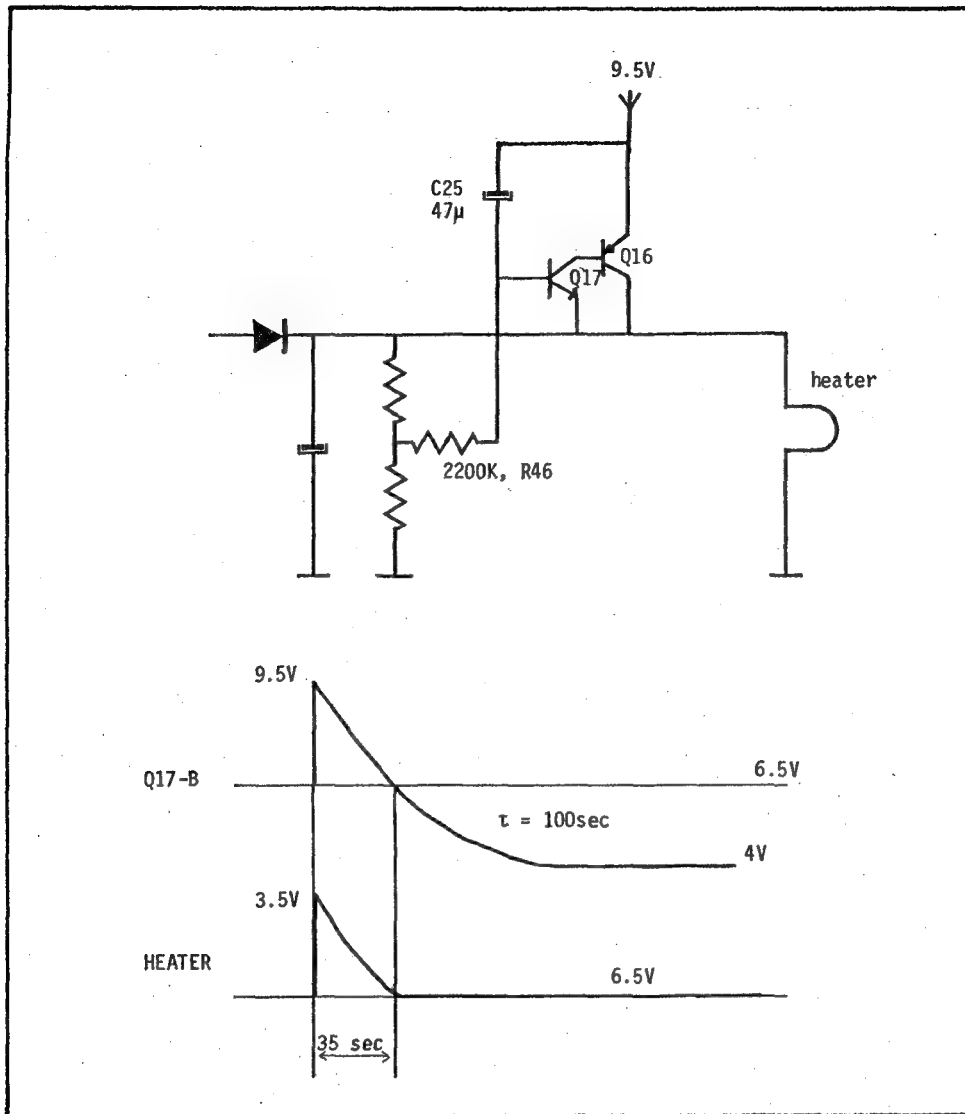 9.5V
C25
47µ
Q16
Q17
heater
2200K, R46
9.5V
Q17-B
6.5V
τ = 100sec
4V
3.5V
HEATER
6.5V
35 sec